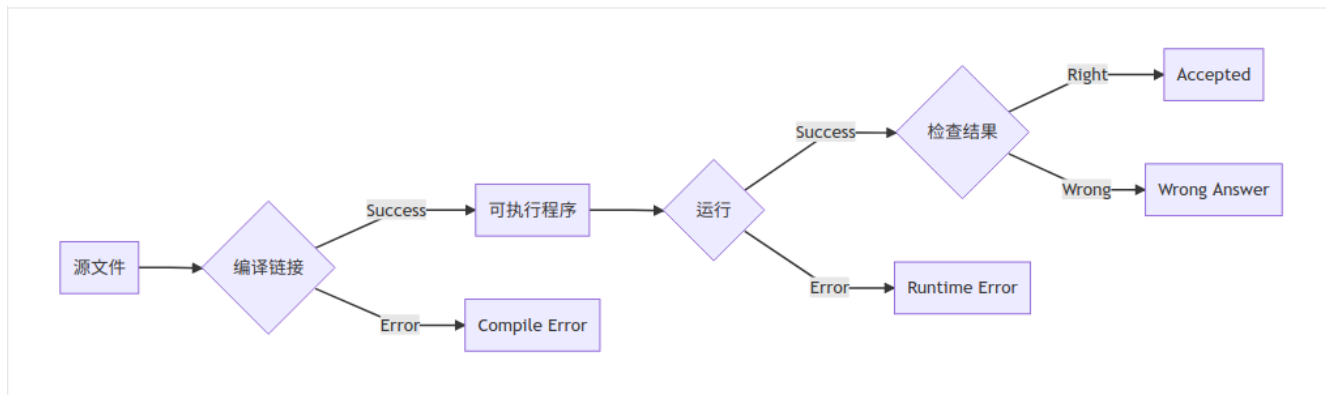 源文件
编译链接
Success
Error
可执行程序
Compile Error
运行
Success
Error
检查结果
Runtime Error
Right
Wrong
Accepted
Wrong Answer